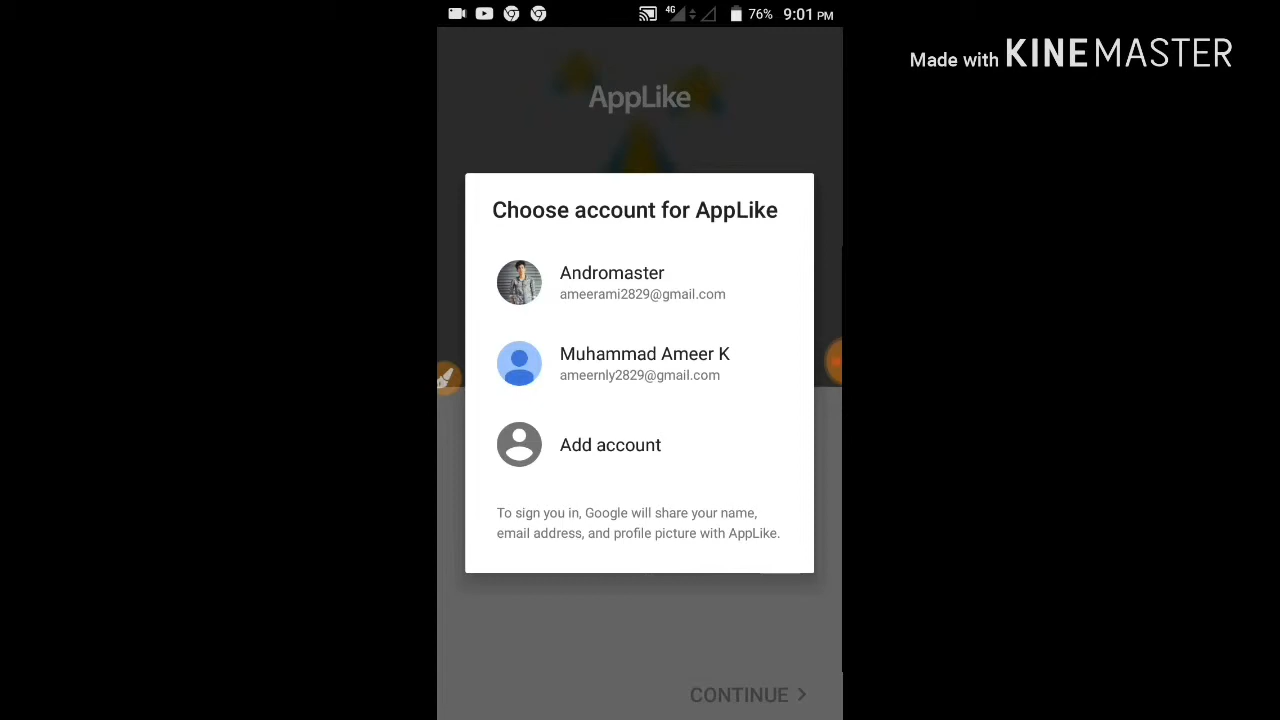 4G 76% 9:01 PM
Made with KINEMASTER
AppLike
Choose account for AppLike
Andromaster
ameerami2829@gmail.com
Muhammad Ameer K
ameernly2829@gmail.com
Add account
To sign you in, Google will share your name,
email address, and profile picture with AppLike.
CONTINUE >